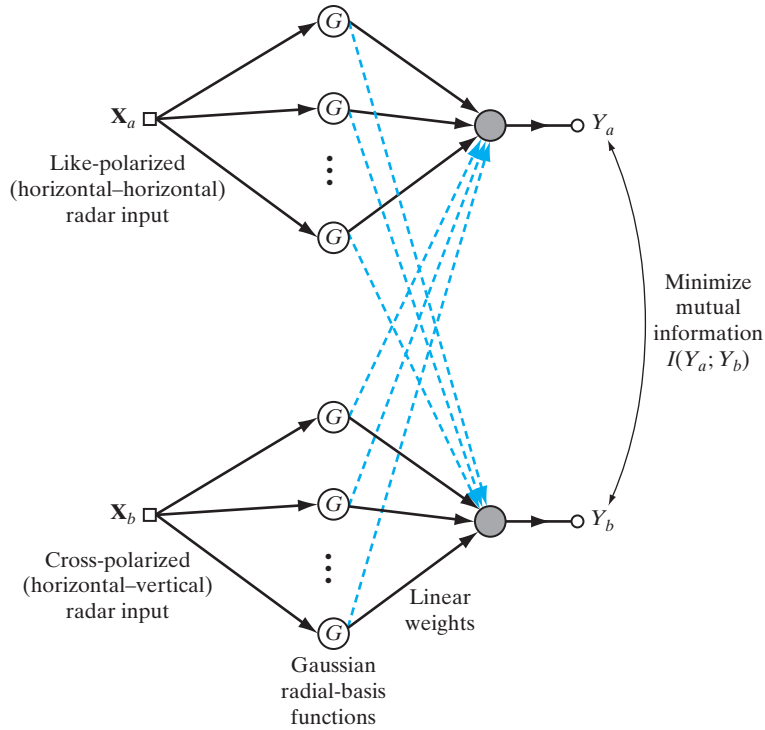 G
G
X_a
Y_a
Like-polarized
(horizontal–horizontal)
radar input
G
Minimize
mutual
information
I(Y_a; Y_b)
G
G
X_b
Y_b
Cross-polarized
(horizontal–vertical)
radar input
Linear
weights
G
Gaussian
radial-basis
functions